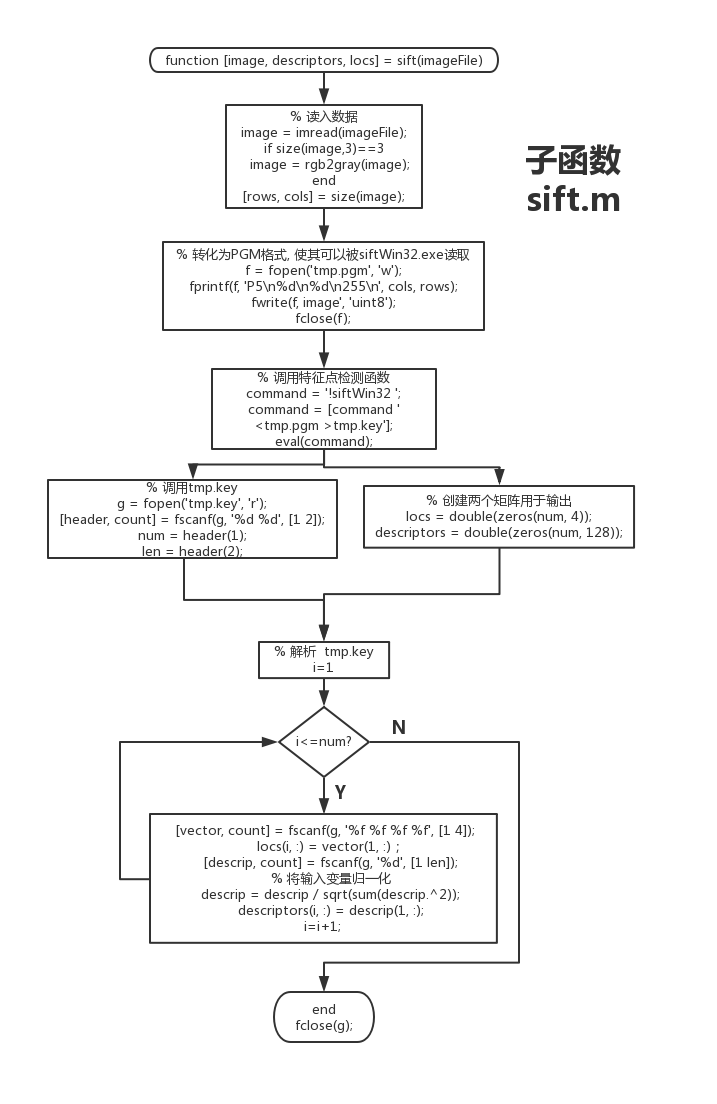 function [image, descriptors, locs] = sift(imageFile)
% 读入数据
image = imread(imageFile);
if size(image,3)==3
image = rgb2gray(image);
end
[rows, cols] = size(image);
子函数
sift.m
% 转化为PGM格式, 使其可以被siftWin32.exe读取
f = fopen('tmp.pgm', 'w');
fprintf(f, 'P5\n%d\n%d\n255\n', cols, rows);
fwrite(f, image', 'uint8');
fclose(f);
% 调用特征点检测函数
command = '!siftWin32 ';
command = [command '
<tmp.pgm >tmp.key'];
eval(command);
% 调用tmp.key
g = fopen('tmp.key', 'r');
[header, count] = fscanf(g, '%d %d', [1 2]);
num = header(1);
len = header(2);
% 创建两个矩阵用于输出
locs = double(zeros(num, 4));
descriptors = double(zeros(num, 128));
% 解析 tmp.key
i=1
i<=num?
N
Y
[vector, count] = fscanf(g, '%f %f %f %f', [1 4]);
locs(i, :) = vector(1, :) ;
[descrip, count] = fscanf(g, '%d', [1 len]);
% 将输入变量归一化
descrip = descrip / sqrt(sum(descrip.^2));
descriptors(i, :) = descrip(1, :);
i=i+1;
end
fclose(g);